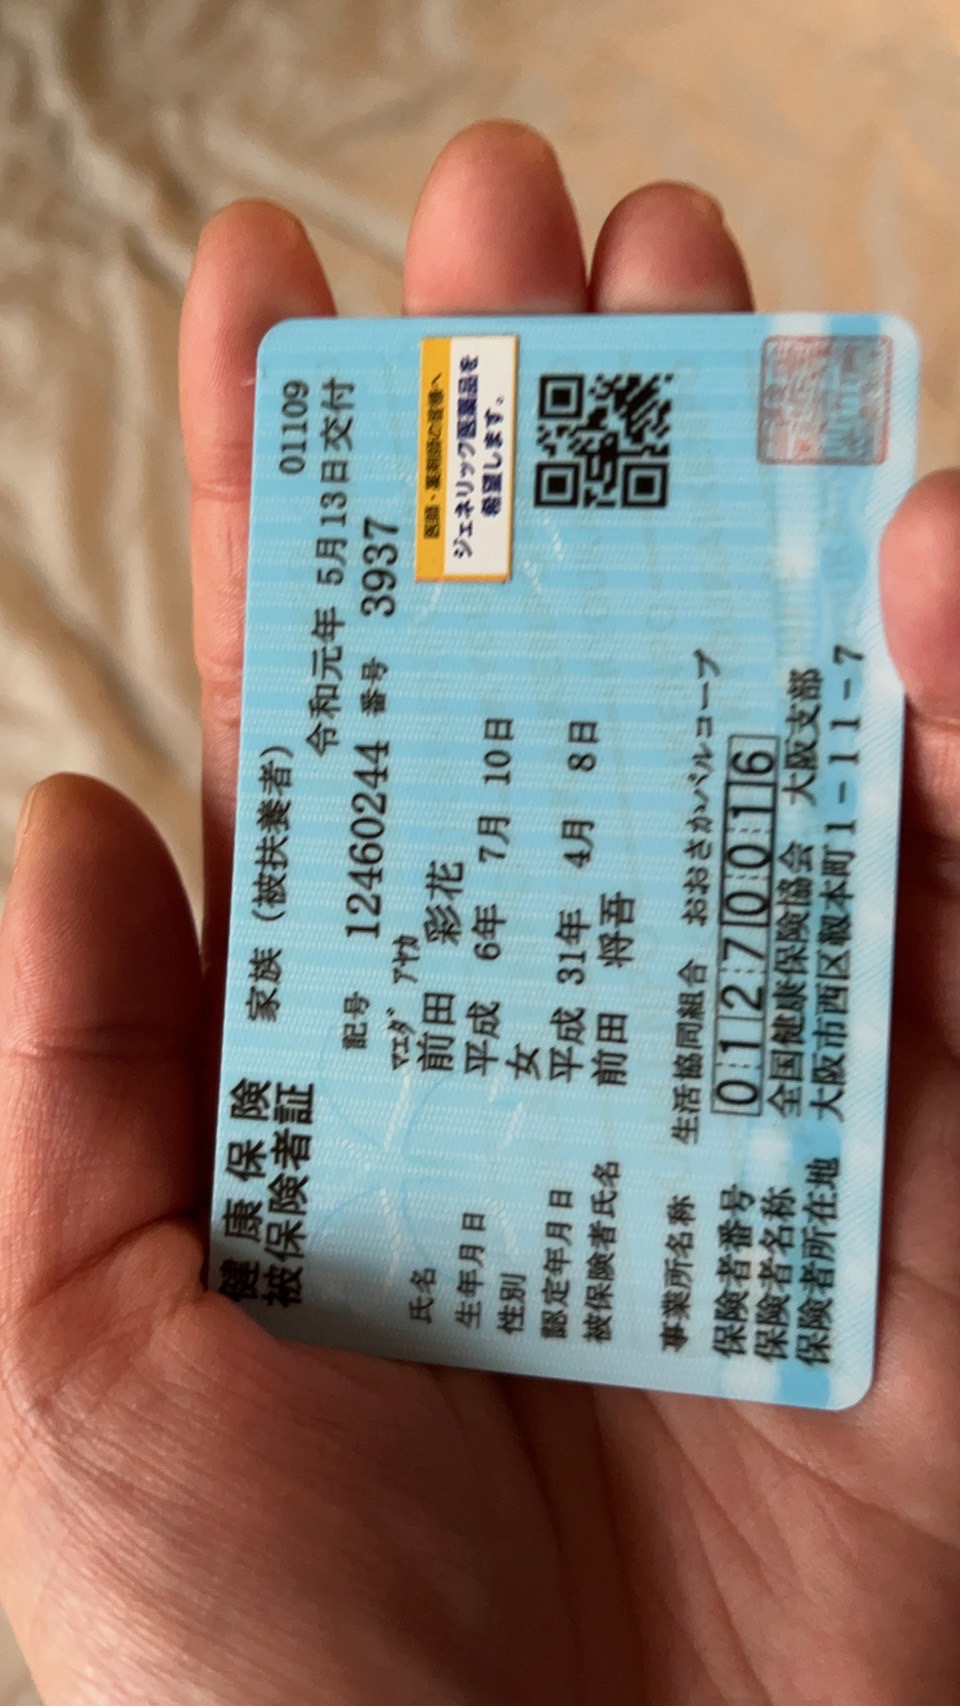 健康保険 家族（被扶養者） 01109
被保険者証 令和元年 5月13日交付
記号 12460244 番号 3937
ﾏｴﾀﾞ ｱﾔｶ
氏名 前田 彩花
生年月日 平成 6年 7月 10日
性別 女
認定年月日 平成 31年 4月 8日
被保険者氏名 前田 将吾
医師・薬剤師の皆様へ
ジェネリック医薬品を
希望します。
事業所名称 生活協同組合 おおさかパルコープ
保険者番号 01270016
保険者名称 全国健康保険協会 大阪支部
保険者所在地 大阪市西区靱本町1-11-7